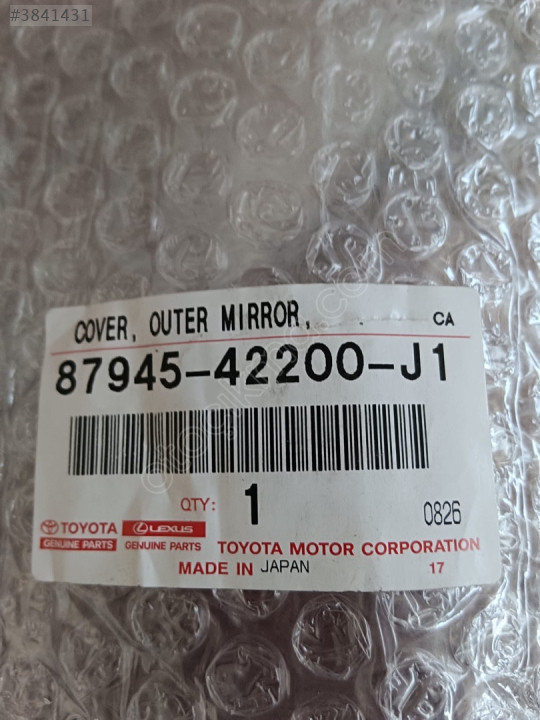 #3841431
COVER, OUTER MIRROR,
CA
87945-42200-J1
QTY: 1
0826
TOYOTA LEXUS
GENUINE PARTS GENUINE PARTS
TOYOTA MOTOR CORPORATION
MADE IN JAPAN
17